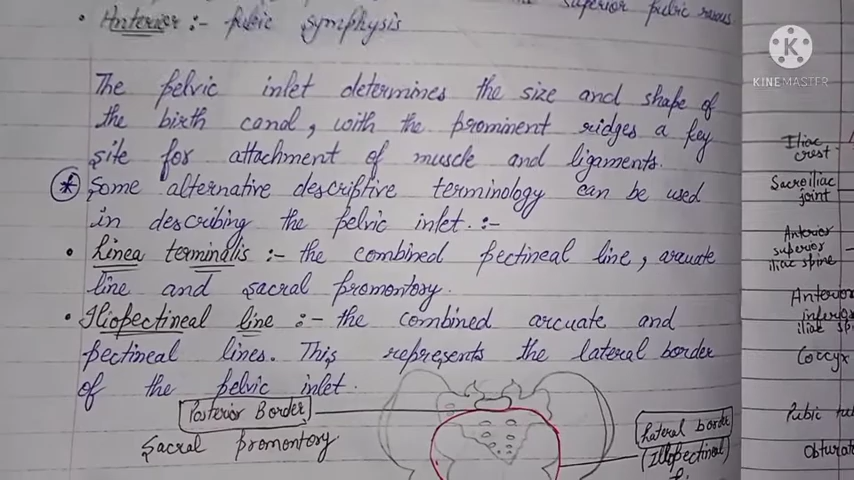 superior pubic ramus
• Anterior :- pubic symphysis
The pelvic inlet determines the size and shape of
the birth canal, with the prominent ridges a key
site for attachment of muscle and ligaments.
* Some alternative descriptive terminology can be used
in describing the pelvic inlet. :-
• Linea terminalis :- the combined pectineal line, arcuate
line and sacral promontory.
• Iliopectineal line :- the combined arcuate and
pectineal lines. This represents the lateral border
of the pelvic inlet.
Posterior Border
Sacral promontory
Lateral border
(Illopectineal
K
KINEMASTER
Iliac
crest
Sacroiliac
joint
Anterior
superior
iliac spine
Anterior
iliac
Coccyx
Pubic